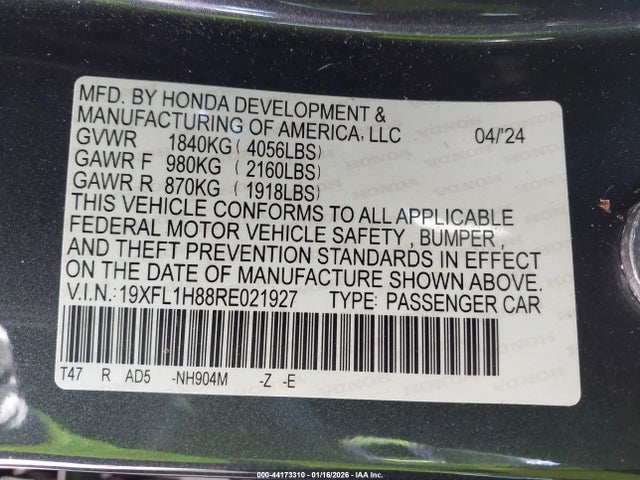 MFD. BY HONDA DEVELOPMENT &
MANUFACTURING OF AMERICA, LLC 04/'24
GVWR 1840KG ( 4056LBS)
GAWR F 980KG ( 2160LBS)
GAWR R 870KG ( 1918LBS)
THIS VEHICLE CONFORMS TO ALL APPLICABLE
FEDERAL MOTOR VEHICLE SAFETY , BUMPER ,
AND THEFT PREVENTION STANDARDS IN EFFECT
ON THE DATE OF MANUFACTURE SHOWN ABOVE.
V.I.N.: 19XFL1H88RE021927 TYPE: PASSENGER CAR
T47 R AD5 -NH904M -Z -E
000-44173310 - 01/16/2026 - IAA Inc.